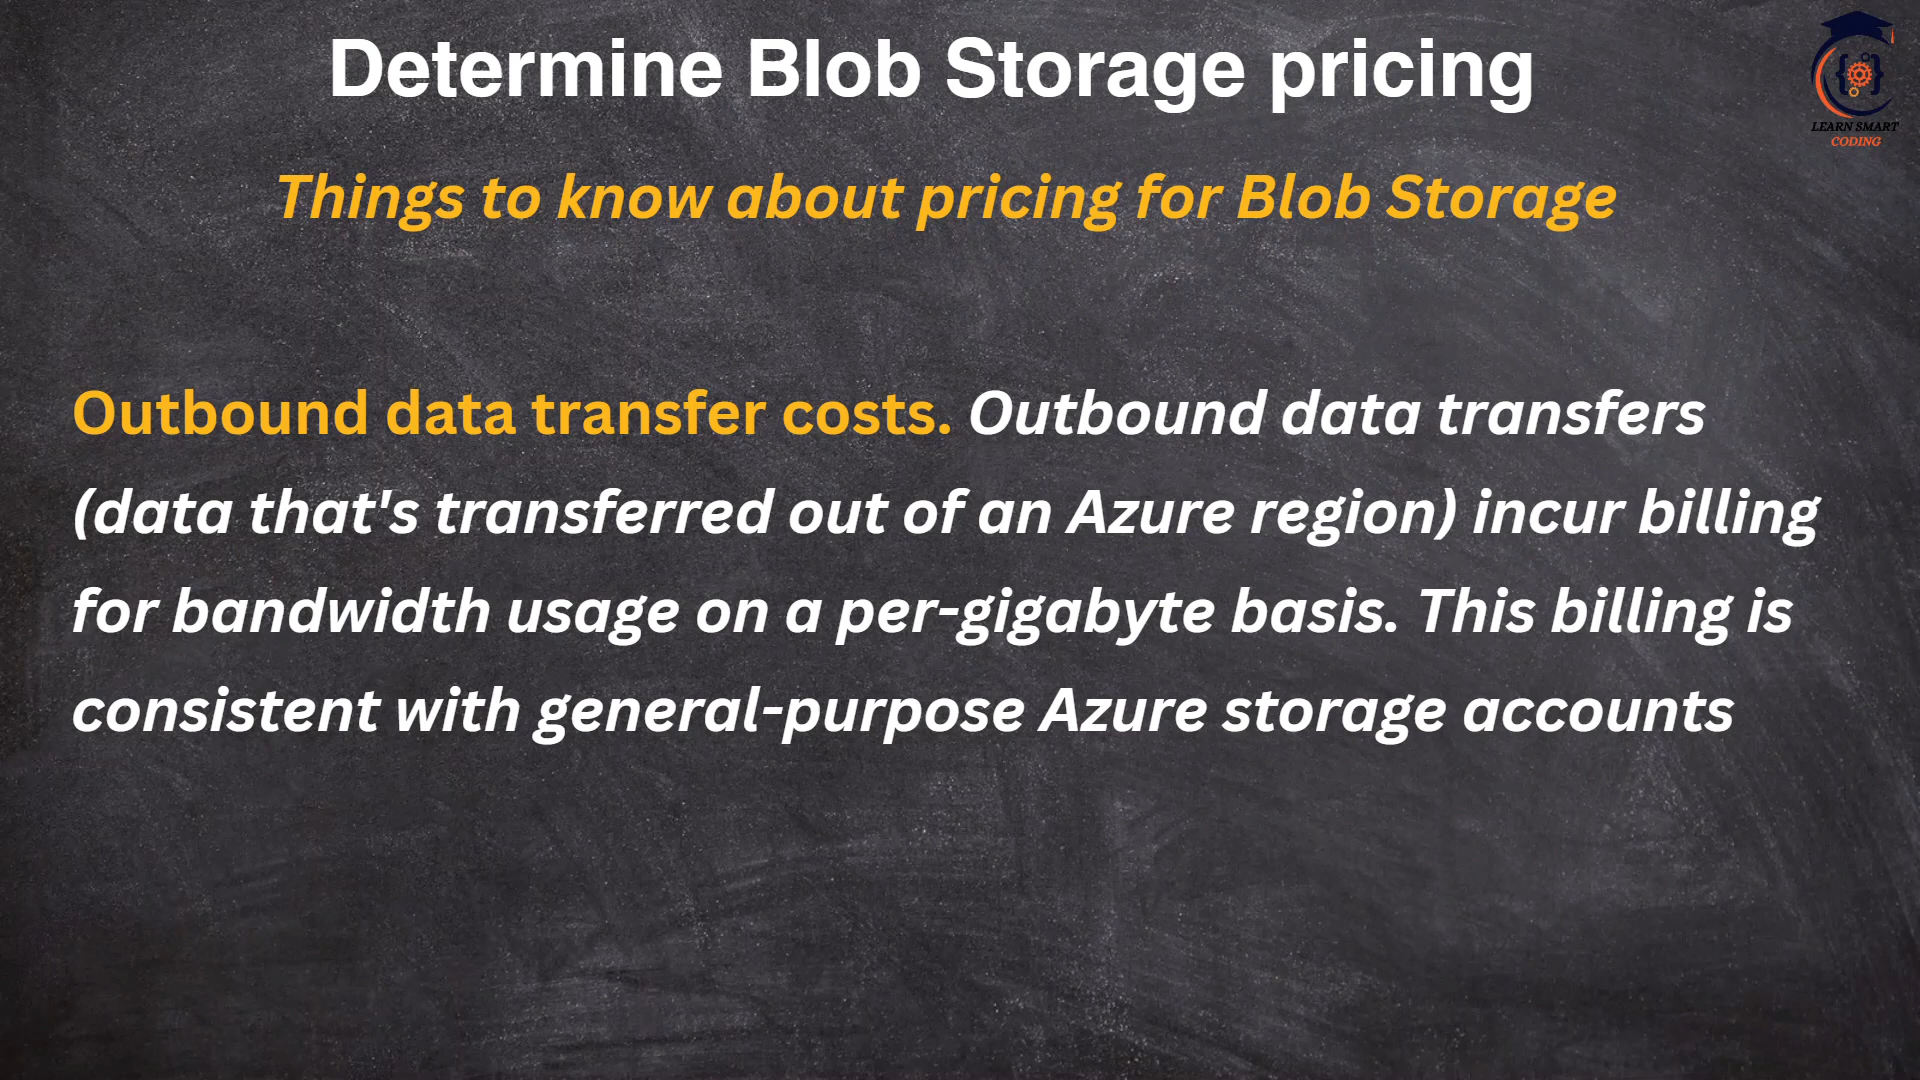 Determine Blob Storage pricing
Things to know about pricing for Blob Storage
Outbound data transfer costs. Outbound data transfers
(data that's transferred out of an Azure region) incur billing
for bandwidth usage on a per-gigabyte basis. This billing is
consistent with general-purpose Azure storage accounts
LEARN SMART
CODING